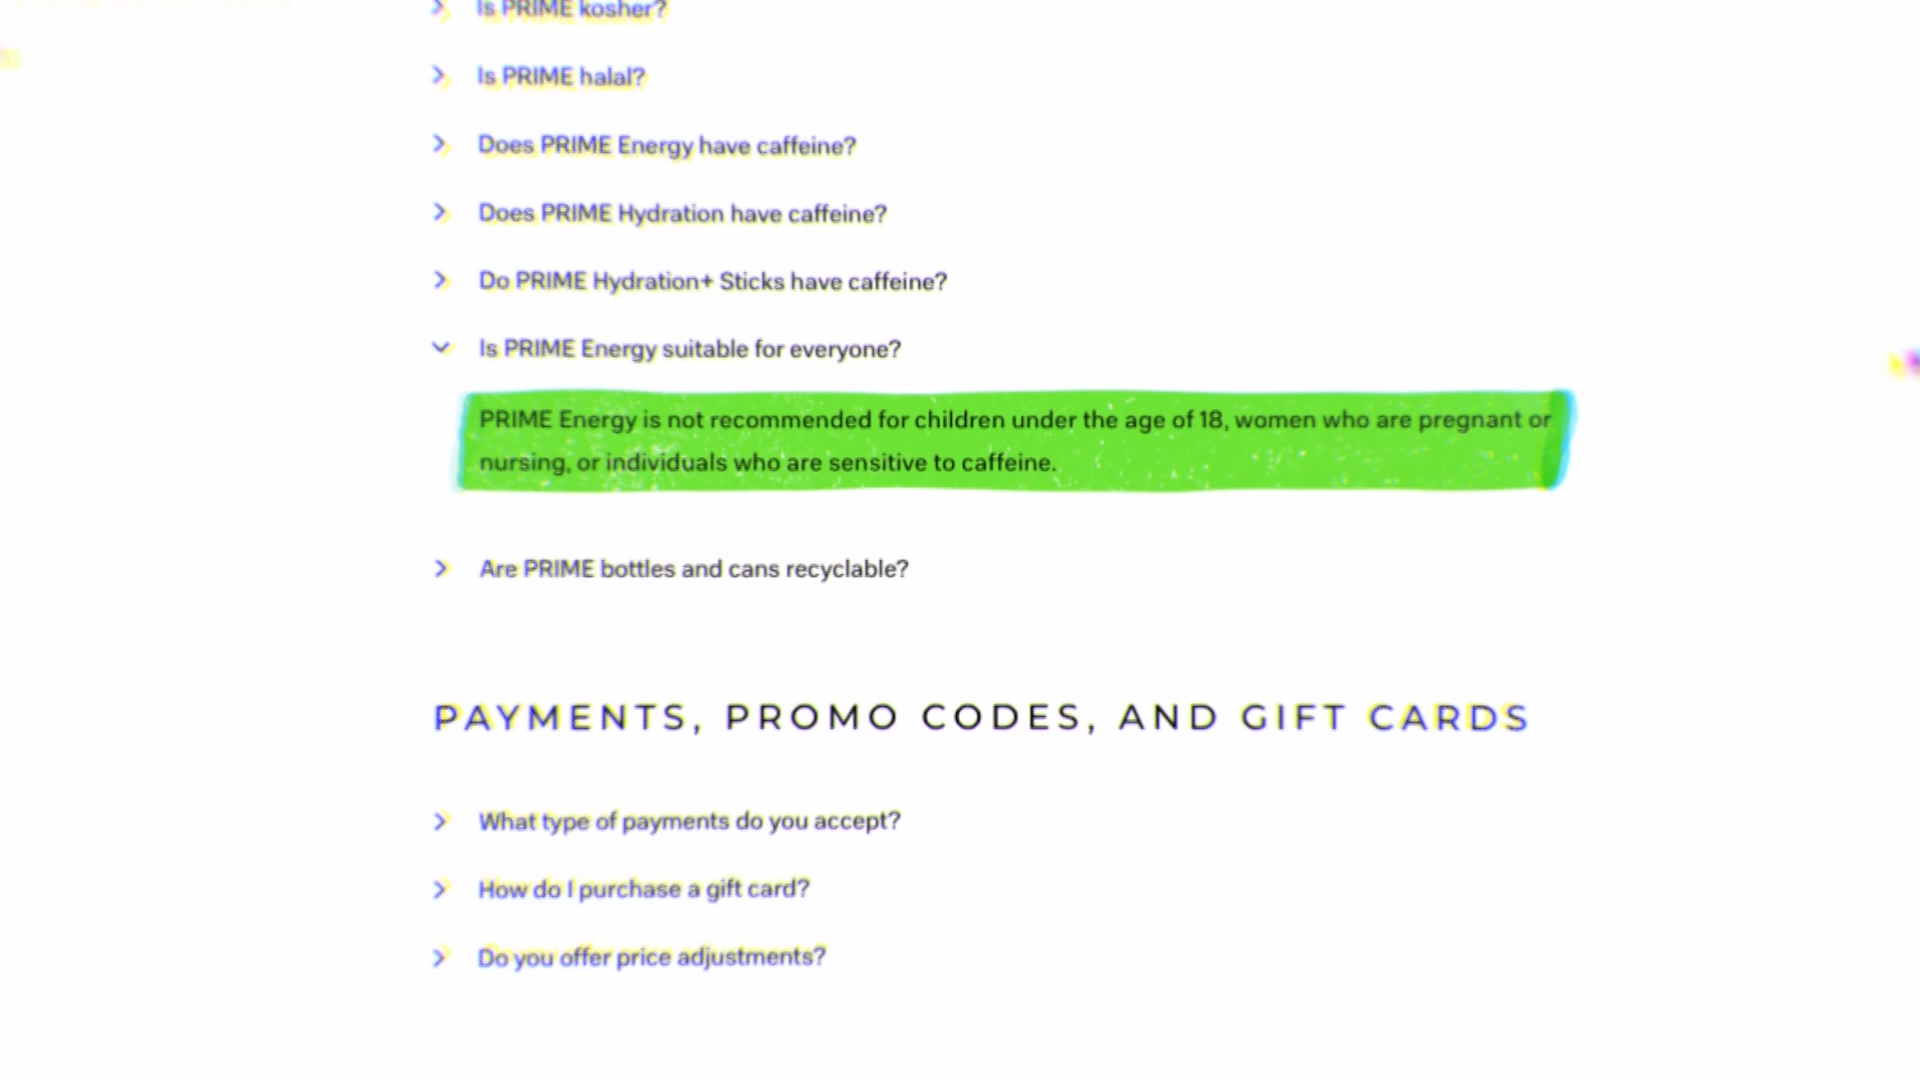 Is PRIME kosher?
Is PRIME halal?
Does PRIME Energy have caffeine?
Does PRIME Hydration have caffeine?
Do PRIME Hydration+ Sticks have caffeine?
Is PRIME Energy suitable for everyone?
PRIME Energy is not recommended for children under the age of 18, women who are pregnant or
nursing, or individuals who are sensitive to caffeine.
Are PRIME bottles and cans recyclable?
PAYMENTS, PROMO CODES, AND GIFT CARDS
What type of payments do you accept?
How do I purchase a gift card?
Do you offer price adjustments?